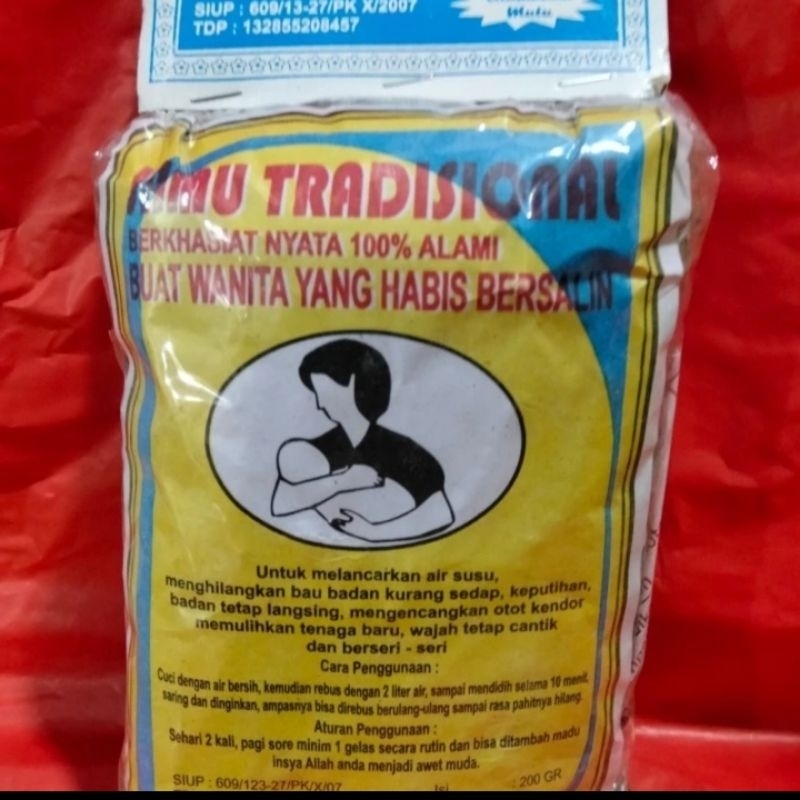 SIUP : 609/13-27/PK X/2007
TDP : 132855208457
Mutu
JAMU TRADISIONAL
BERKHASIAT NYATA 100% ALAMI
BUAT WANITA YANG HABIS BERSALIN
Untuk melancarkan air susu,
menghilangkan bau badan kurang sedap, keputihan,
badan tetap langsing, mengencangkan otot kendor
memulihkan tenaga baru, wajah tetap cantik
dan berseri - seri
Cara Penggunaan :
Cuci dengan air bersih, kemudian rebus dengan 2 liter air, sampai mendidih selama 10 menit,
saring dan dinginkan, ampasnya bisa direbus berulang-ulang sampai rasa pahitnya hilang.
Aturan Penggunaan :
Sehari 2 kali, pagi sore minim 1 gelas secara rutin dan bisa ditambah madu
insya Allah anda menjadi awet muda.
SIUP : 609/123-27/PK/X/07
Isi : 200 GR